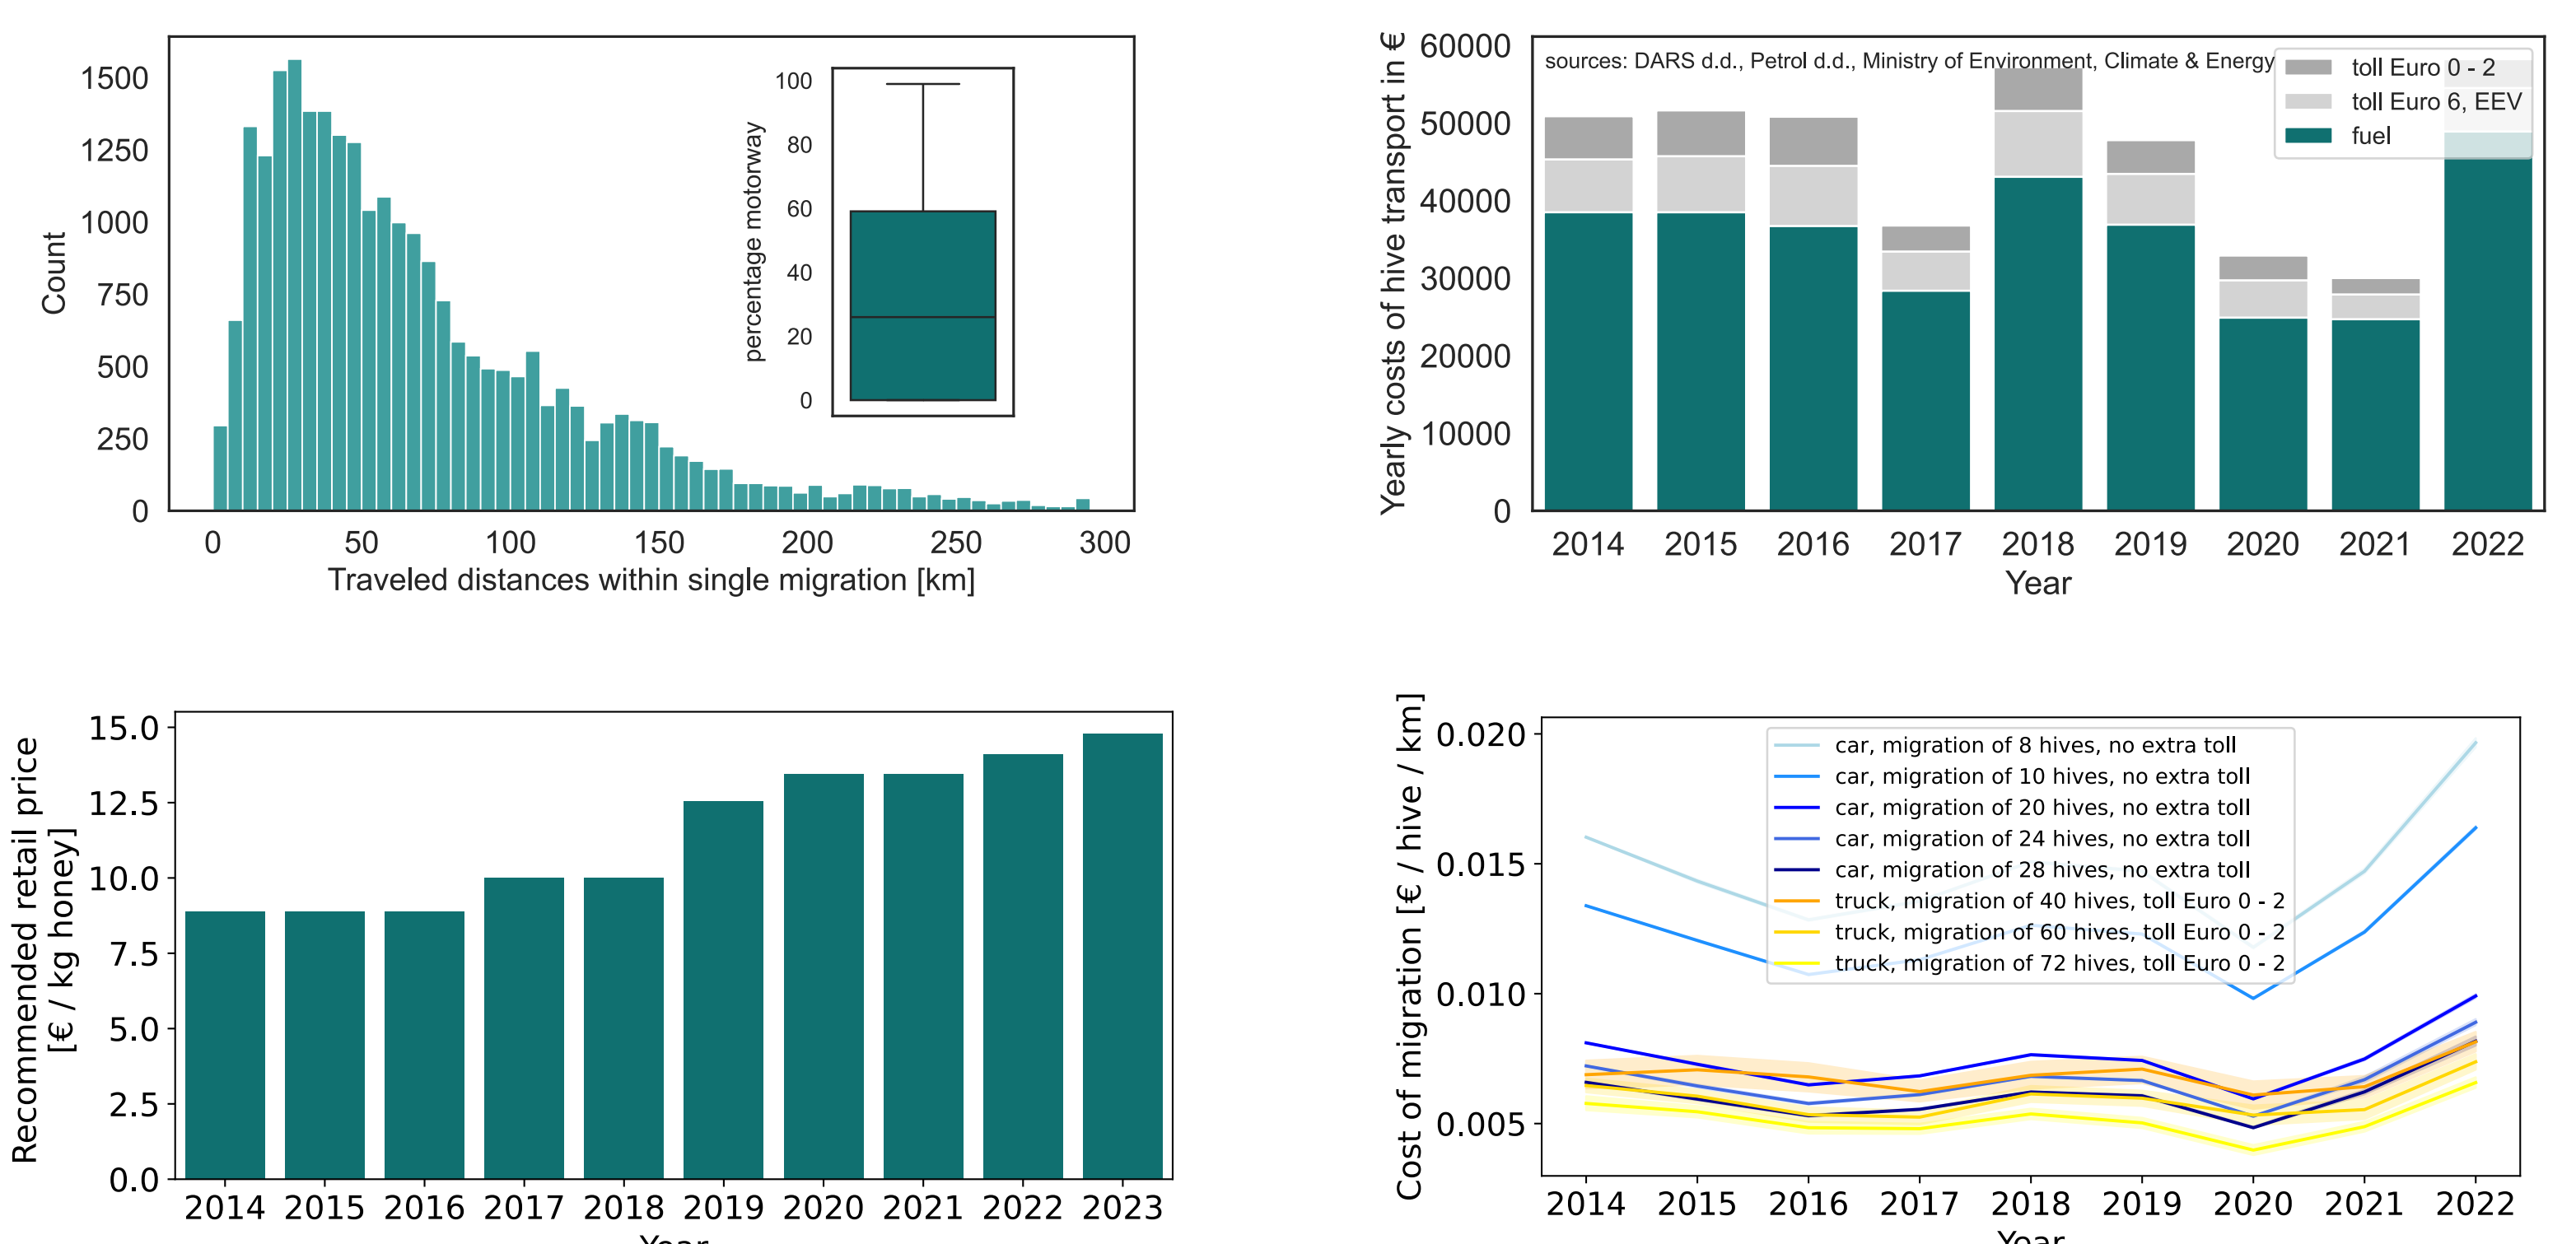 1500
1250
1000
750
500
250
0
Count
0 50 100 150 200 250 300
Traveled distances within single migration [km]
100
80
60
40
20
0
percentage motorway
60000
50000
40000
30000
20000
10000
0
Yearly costs of hive transport in €
sources: DARS d.d., Petrol d.d., Ministry of Environment, Climate & Energy
toll Euro 0 - 2
toll Euro 6, EEV
fuel
2014 2015 2016 2017 2018 2019 2020 2021 2022
Year
15.0
12.5
10.0
7.5
5.0
2.5
0.0
Recommended retail price
[€ / kg honey]
2014 2015 2016 2017 2018 2019 2020 2021 2022 2023
Year
0.020
0.015
0.010
0.005
Cost of migration [€ / hive / km]
car, migration of 8 hives, no extra toll
car, migration of 10 hives, no extra toll
car, migration of 20 hives, no extra toll
car, migration of 24 hives, no extra toll
car, migration of 28 hives, no extra toll
truck, migration of 40 hives, toll Euro 0 - 2
truck, migration of 60 hives, toll Euro 0 - 2
truck, migration of 72 hives, toll Euro 0 - 2
2014 2015 2016 2017 2018 2019 2020 2021 2022
Year